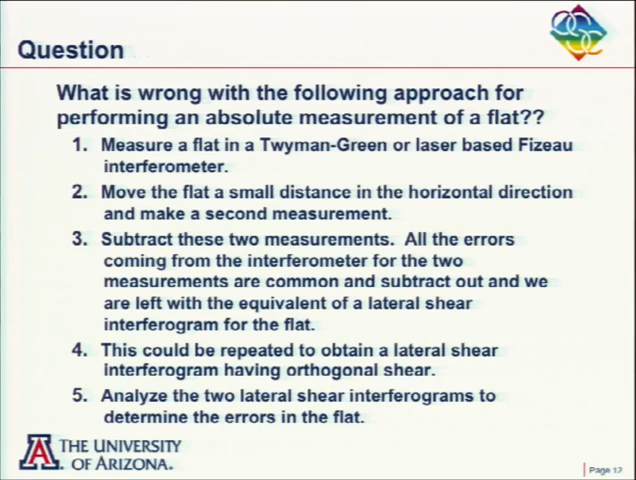 Question
What is wrong with the following approach for
performing an absolute measurement of a flat??
1. Measure a flat in a Twyman-Green or laser based Fizeau
interferometer.
2. Move the flat a small distance in the horizontal direction
and make a second measurement.
3. Subtract these two measurements. All the errors
coming from the interferometer for the two
measurements are common and subtract out and we
are left with the equivalent of a lateral shear
interferogram for the flat.
4. This could be repeated to obtain a lateral shear
interferogram having orthogonal shear.
5. Analyze the two lateral shear interferograms to
determine the errors in the flat.
A THE UNIVERSITY
OF ARIZONA.
Page 12